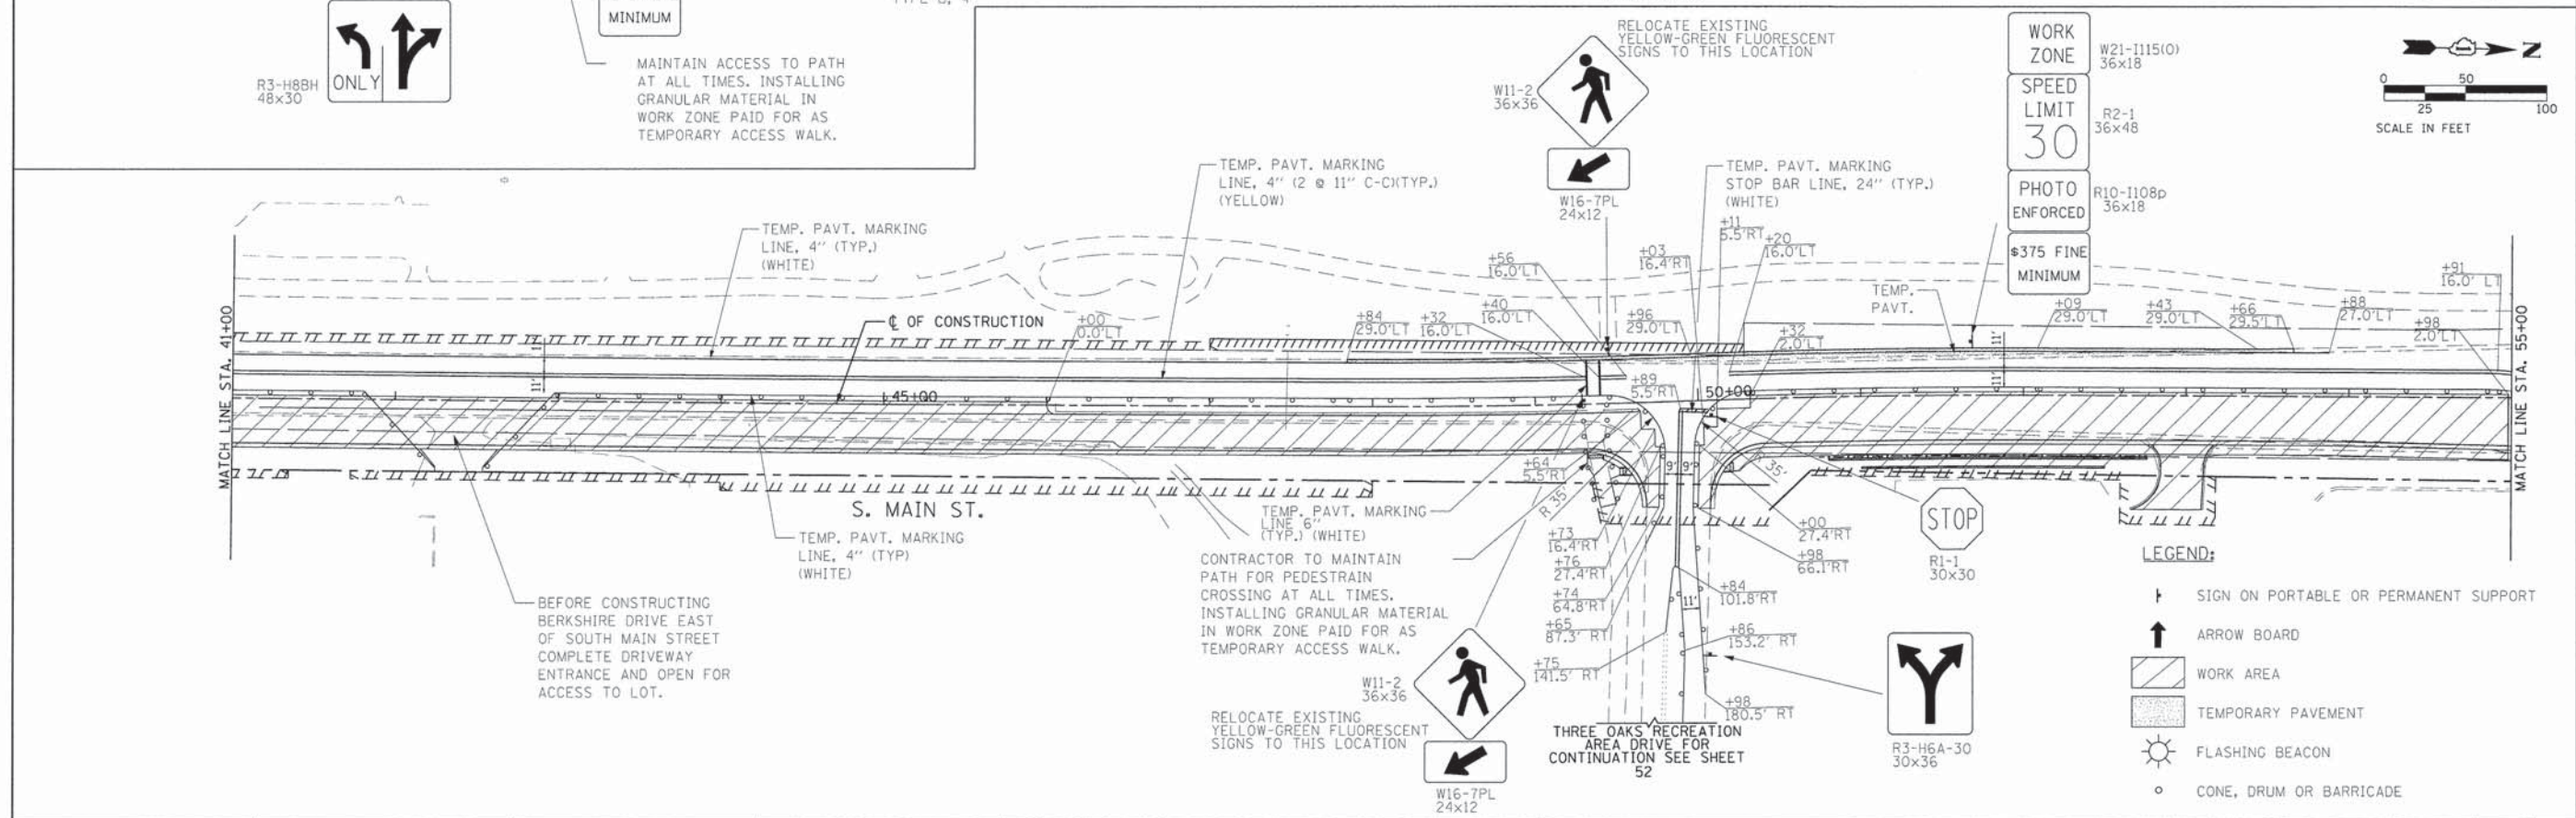 MINIMUM
R3-H8BH
48x30
ONLY
MAINTAIN ACCESS TO PATH
AT ALL TIMES. INSTALLING
GRANULAR MATERIAL IN
WORK ZONE PAID FOR AS
TEMPORARY ACCESS WALK.
RELOCATE EXISTING
YELLOW-GREEN FLUORESCENT
SIGNS TO THIS LOCATION
W11-2
36x36
W16-7PL
24x12
WORK
ZONE
W21-I115(O)
36x18
SPEED
LIMIT
30
R2-1
36x48
PHOTO
ENFORCED
R10-I108p
36x18
$375 FINE
MINIMUM
N
0 50
25 100
SCALE IN FEET
TEMP. PAVT. MARKING
LINE, 4" (TYP.)
(WHITE)
TEMP. PAVT. MARKING
LINE, 4" (2 @ 11" C-C)(TYP.)
(YELLOW)
TEMP. PAVT. MARKING
STOP BAR LINE, 24" (TYP.)
(WHITE)
℄ OF CONSTRUCTION
+00
0.0'LT
+84
29.0'LT
+32
16.0'LT
+40
16.0'LT
+56
16.0'LT
+03
16.4'RT
+96
29.0'LT
+11
5.5'RT
+20
16.0'LT
+32
2.0'LT
TEMP.
PAVT.
+09
29.0'LT
+43
29.0'LT
+66
29.5'LT
+88
27.0'LT
+91
16.0' LT
+98
2.0'LT
MATCH LINE STA. 41+00
MATCH LINE STA. 55+00
11'
11'
11'
11'
45+00
50+00
+89
5.5'RT
9' 9'
R 35'
35'
S. MAIN ST.
TEMP. PAVT. MARKING
LINE, 4" (TYP)
(WHITE)
BEFORE CONSTRUCTING
BERKSHIRE DRIVE EAST
OF SOUTH MAIN STREET
COMPLETE DRIVEWAY
ENTRANCE AND OPEN FOR
ACCESS TO LOT.
TEMP. PAVT. MARKING
LINE 6"
(TYP.) (WHITE)
CONTRACTOR TO MAINTAIN
PATH FOR PEDESTRAIN
CROSSING AT ALL TIMES.
INSTALLING GRANULAR MATERIAL
IN WORK ZONE PAID FOR AS
TEMPORARY ACCESS WALK.
+64
5.5'RT
+73
16.4'RT
+76
27.4'RT
+74
64.8'RT
+65
87.3' RT
+75
141.5' RT
+00
27.4'RT
+98
66.1'RT
+84
101.8'RT
11'
+86
153.2' RT
+98
180.5' RT
W11-2
36x36
RELOCATE EXISTING
YELLOW-GREEN FLUORESCENT
SIGNS TO THIS LOCATION
W16-7PL
24x12
THREE OAKS RECREATION
AREA DRIVE FOR
CONTINUATION SEE SHEET
52
STOP
R1-1
30x30
R3-H6A-30
30x36
LEGEND:
SIGN ON PORTABLE OR PERMANENT SUPPORT
ARROW BOARD
WORK AREA
TEMPORARY PAVEMENT
FLASHING BEACON
CONE, DRUM OR BARRICADE